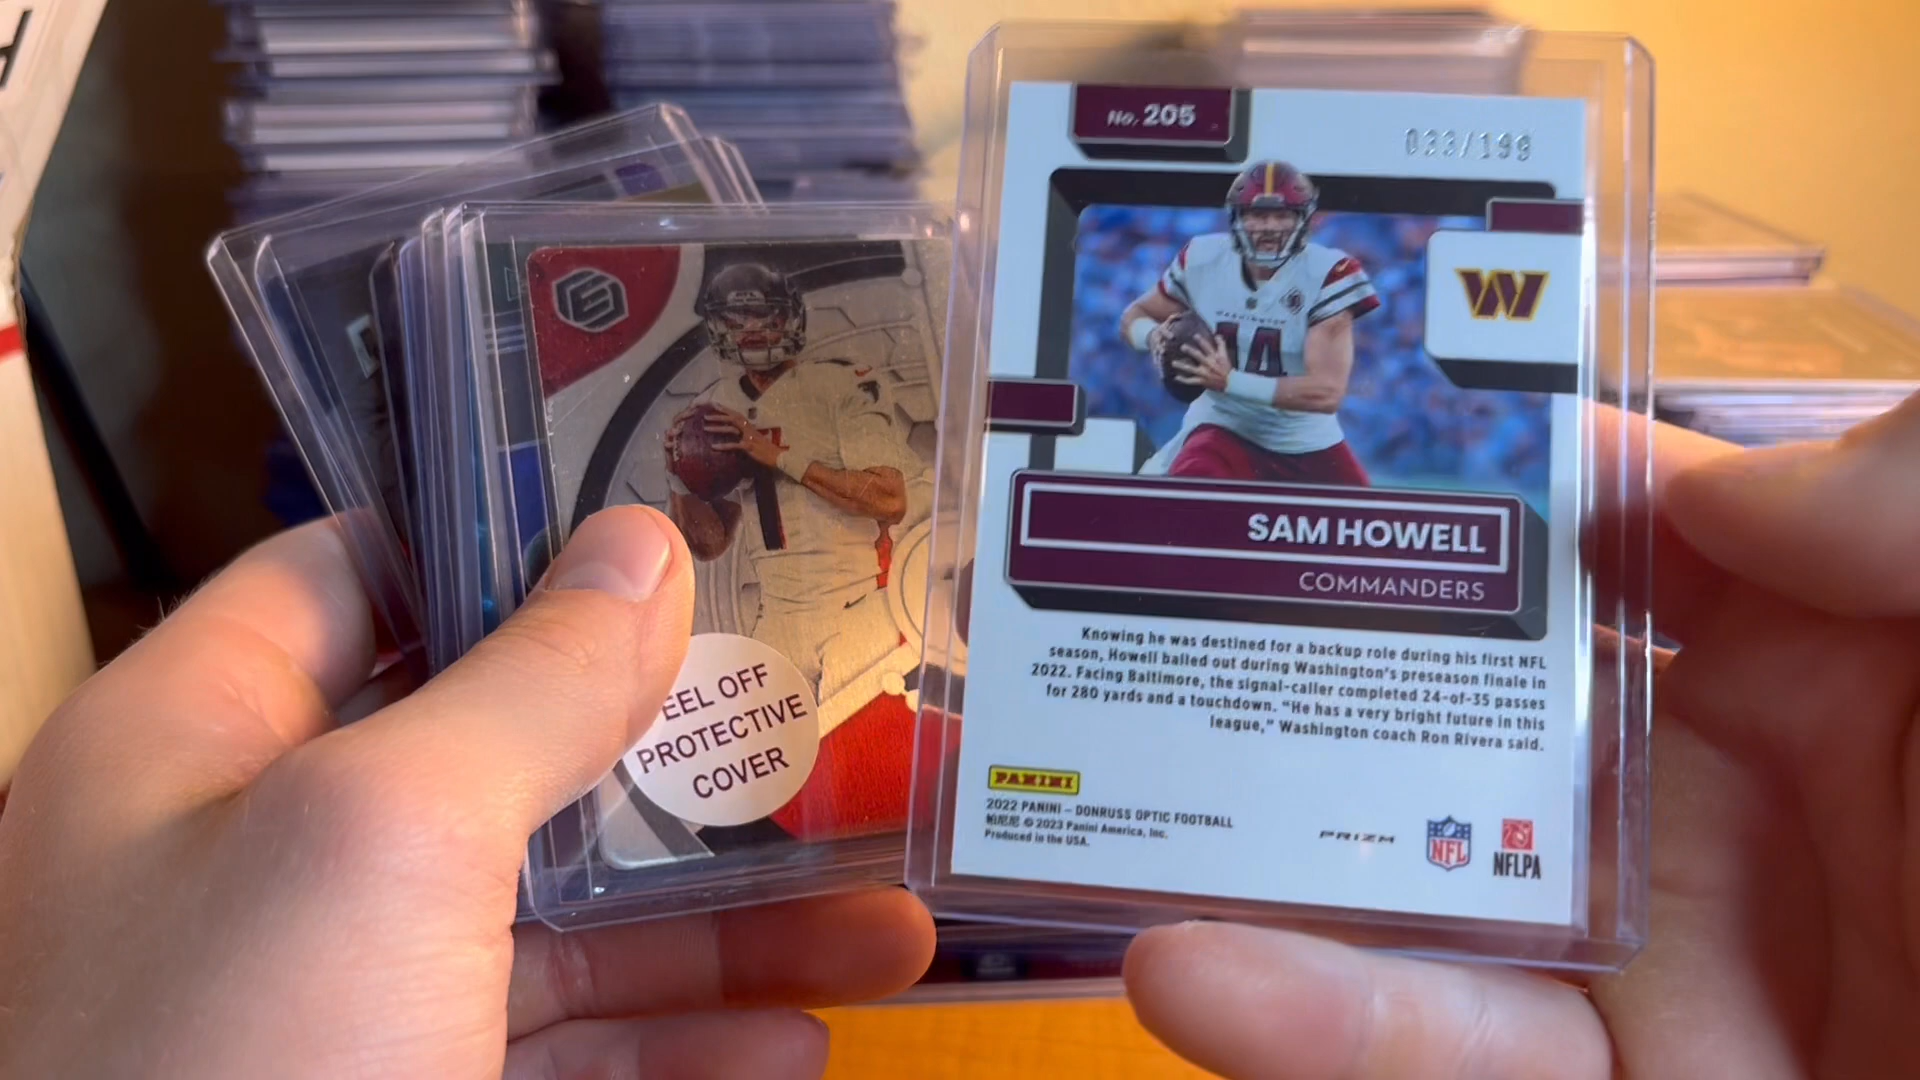 No. 205
033/199
W
14
SAM HOWELL
COMMANDERS
Knowing he was destined for a backup role during his first NFL
season, Howell balled out during Washington's preseason finale in
2022. Facing Baltimore, the signal-caller completed 24-of-35 passes
for 280 yards and a touchdown. "He has a very bright future in this
league," Washington coach Ron Rivera said.
PANINI
2022 PANINI – DONRUSS OPTIC FOOTBALL
© 2023 Panini America, Inc.
Produced in the USA.
PRIZM
NFL
NFLPA
EEL OFF
PROTECTIVE
COVER